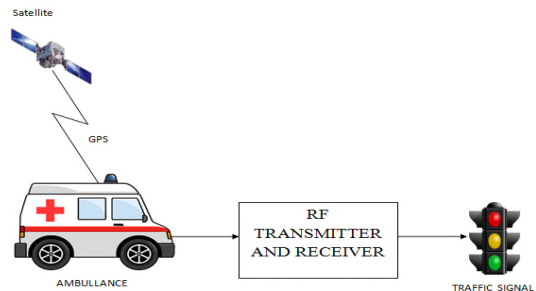 Satellite
GPS
RF
TRANSMITTER
AND RECEIVER
AMBULLANCE
TRAFFIC SIGNAL